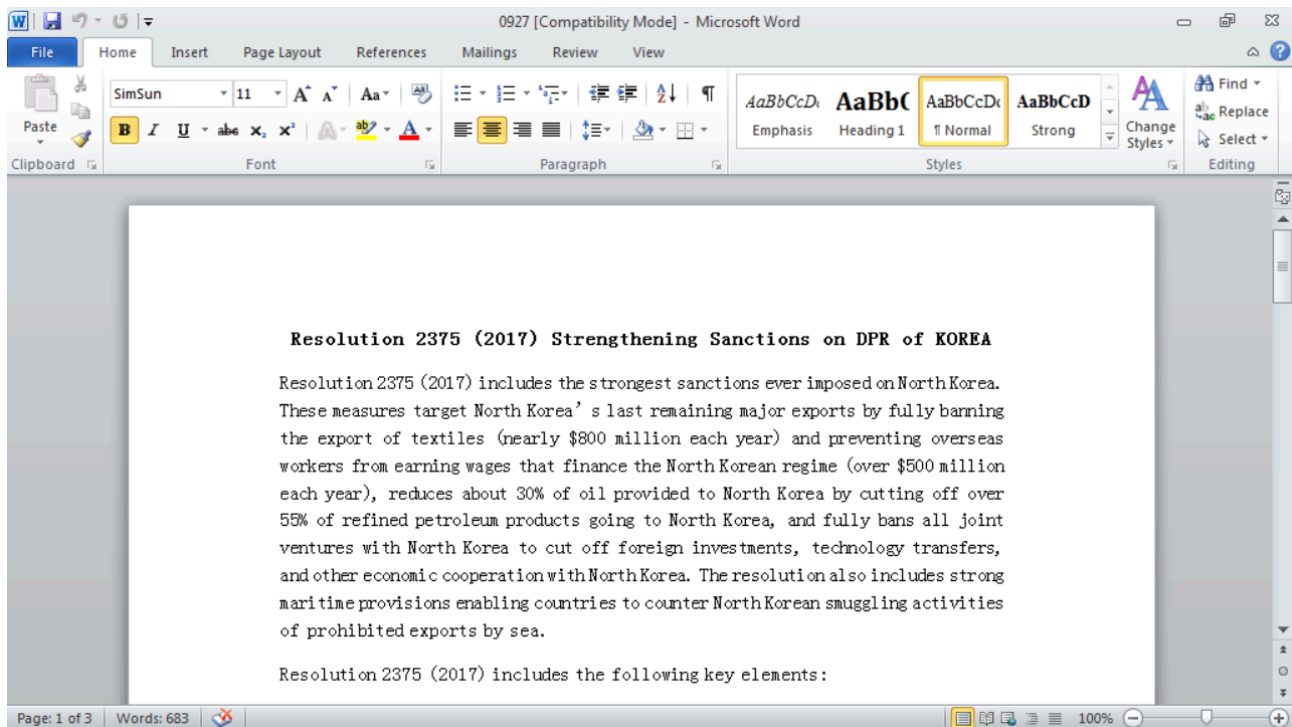 0927 [Compatibility Mode] - Microsoft Word
File Home Insert Page Layout References Mailings Review View
SimSun 11
Paste
B I U abc X₂ X² A ab A
AaBbCcD AaBb( AaBbCcD AaBbCcD
Emphasis Heading 1 ¶ Normal Strong
Change Styles
Find
Replace
Select
Clipboard Font Paragraph Styles Editing
Resolution 2375 (2017) Strengthening Sanctions on DPR of KOREA
Resolution 2375 (2017) includes the strongest sanctions ever imposed on North Korea.
These measures target North Korea's last remaining major exports by fully banning
the export of textiles (nearly $800 million each year) and preventing overseas
workers from earning wages that finance the North Korean regime (over $500 million
each year), reduces about 30% of oil provided to North Korea by cutting off over
55% of refined petroleum products going to North Korea, and fully bans all joint
ventures with North Korea to cut off foreign investments, technology transfers,
and other economic cooperation with North Korea. The resolution also includes strong
maritime provisions enabling countries to counter North Korean smuggling activities
of prohibited exports by sea.
Resolution 2375 (2017) includes the following key elements:
Page: 1 of 3 Words: 683 100%